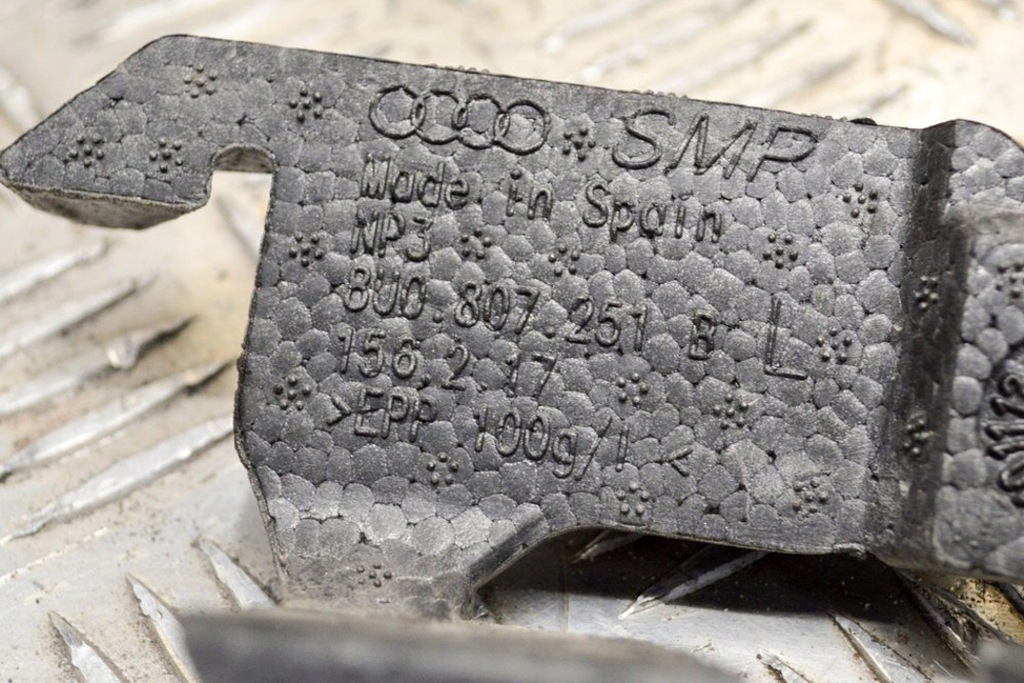 SMP
Made in Spain
MP3
8U0.807.251 B L
156.2.17
>EPP 100g/l<